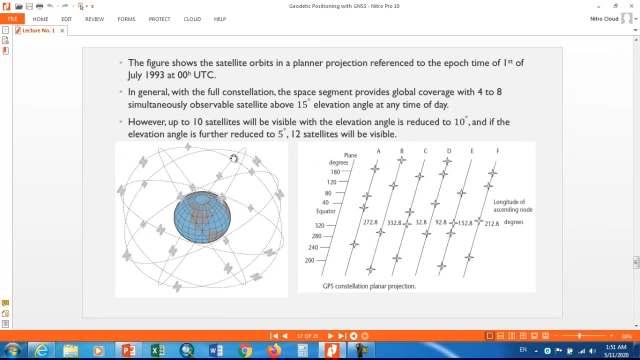 Geodetic Positioning with GNSS - Nitro Pro 10
FILE HOME EDIT REVIEW FORMS PROTECT CLOUD
Nitro Cloud
Lecture No. 1
• The figure shows the satellite orbits in a planner projection referenced to the epoch time of 1st of
July 1993 at 00h UTC.
• In general, with the full constellation, the space segment provides global coverage with 4 to 8
simultaneously observable satellite above 15° elevation angle at any time of day.
• However, up to 10 satellites will be visible with the elevation angle is reduced to 10°, and if the
elevation angle is further reduced to 5°, 12 satellites will be visible.
Plane A B C D E F
degrees
180
120
80
40
Equator
320
280
240
200
272.8 332.8 32.8 92.8 152.8 212.8
Longitude of
ascending node
degrees
GPS constellation planar projection.
17 OF 21
EN
1:51 AM
5/11/2020